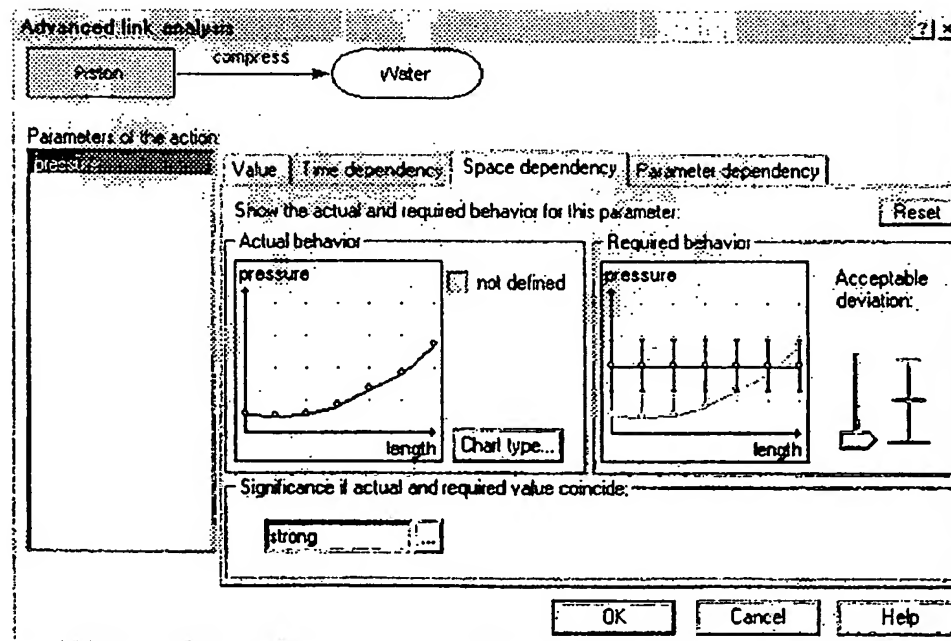 Advanced link analysis
? x
Piston compress Water
Parameters of the action:
pressure
Value Time dependency Space dependency Parameter dependency
Show the actual and required behavior for this parameter: Reset
Actual behavior Required behavior
pressure not defined pressure Acceptable
deviation:
length Chart type... length
Significance if actual and required value coincide:
strong ...
OK Cancel Help